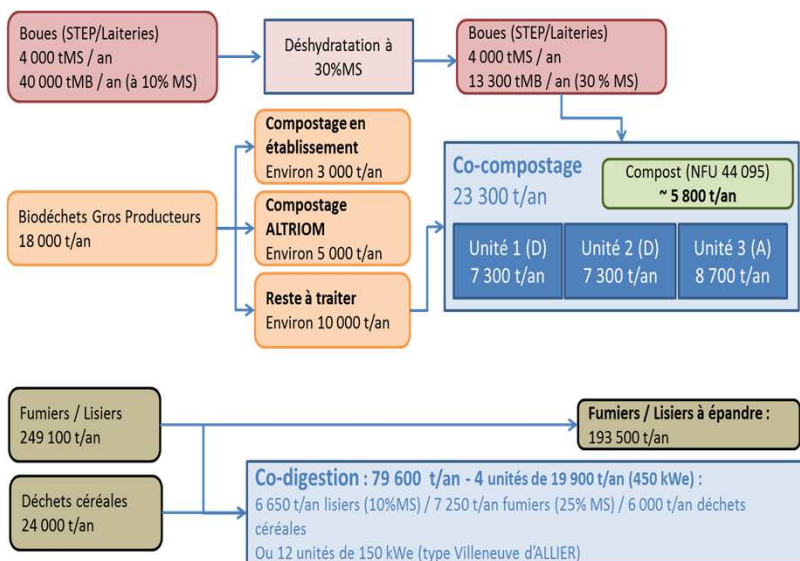 Boues (STEP/Laiteries)
4 000 tMS / an
40 000 tMB / an (à 10% MS)
Déshydratation à
30%MS
Boues (STEP/Laiteries)
4 000 tMS / an
13 300 tMB / an (30 % MS)
Biodéchets Gros Producteurs
18 000 t/an
Compostage en
établissement
Environ 3 000 t/an
Compostage
ALTRIOM
Environ 5 000 t/an
Reste à traiter
Environ 10 000 t/an
Co-compostage
23 300 t/an
Compost (NFU 44 095)
~ 5 800 t/an
Unité 1 (D)
7 300 t/an
Unité 2 (D)
7 300 t/an
Unité 3 (A)
8 700 t/an
Fumiers / Lisiers
249 100 t/an
Fumiers / Lisiers à épandre :
193 500 t/an
Déchets céréales
24 000 t/an
Co-digestion : 79 600 t/an - 4 unités de 19 900 t/an (450 kWe) :
6 650 t/an lisiers (10%MS) / 7 250 t/an fumiers (25% MS) / 6 000 t/an déchets
céréales
Ou 12 unités de 150 kWe (type Villeneuve d'ALLIER)